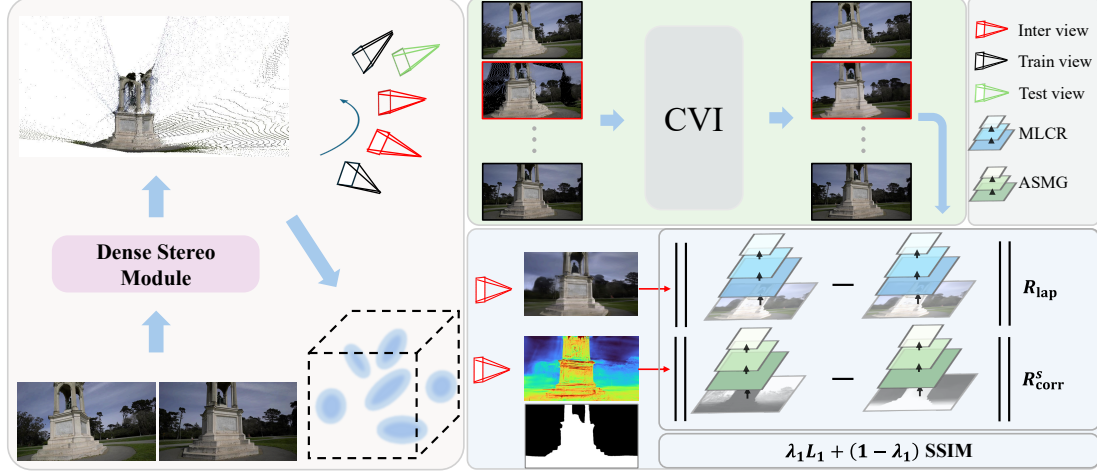 Dense Stereo
Module
CVI
Inter view
Train view
Test view
MLCR
ASMG
R_lap
R^s_corr
λ₁L₁ + (1 − λ₁) SSIM